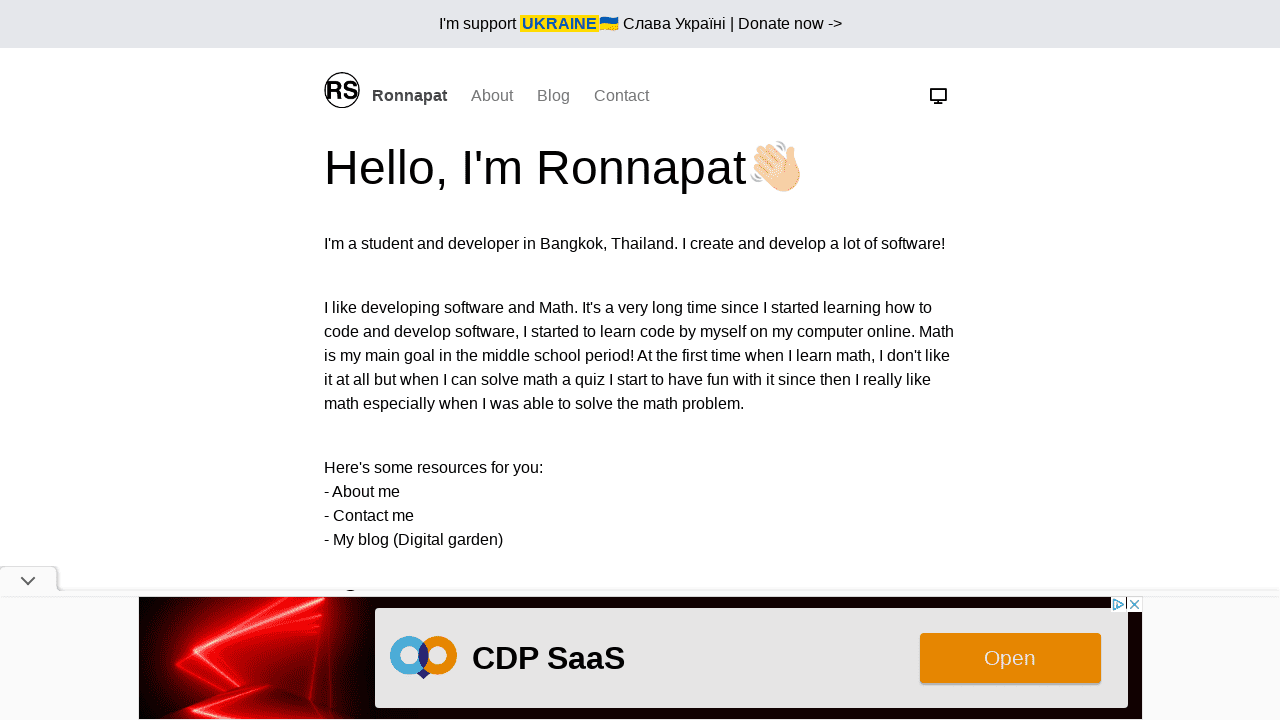 I'm support UKRAINE🇺🇦 Слава Україні | Donate now ->
RS Ronnapat About Blog Contact
Hello, I'm Ronnapat👋🏻
I'm a student and developer in Bangkok, Thailand. I create and develop a lot of software!
I like developing software and Math. It's a very long time since I started learning how to
code and develop software, I started to learn code by myself on my computer online. Math
is my main goal in the middle school period! At the first time when I learn math, I don't like
it at all but when I can solve math a quiz I start to have fun with it since then I really like
math especially when I was able to solve the math problem.
Here's some resources for you:
- About me
- Contact me
- My blog (Digital garden)
CDP SaaS
Open